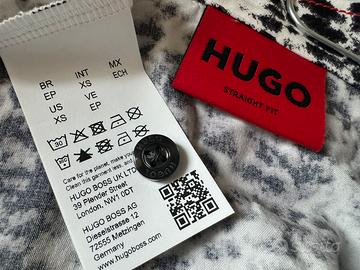 BR INT MX
EP XS ECH
US VE
XS EP
Care for the planet, make
Clean this garment less, and
HUGO BOSS UK LTD
39 Plender Street
London, NW1 0DT
HUGO BOSS AG
Dieselstrasse 12
72555 Metzingen
Germany
www.hugoboss.com
HUGO
STRAIGHT FIT